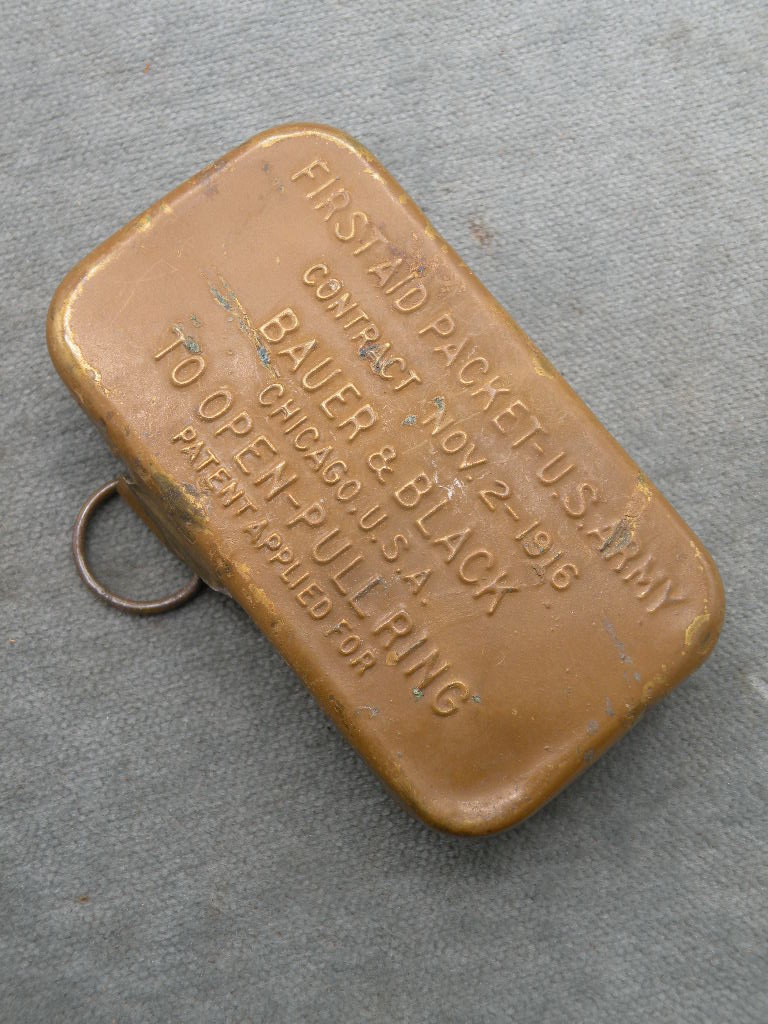 FIRST AID PACKET-U.S. ARMY
CONTRACT NOV. 2-1916
BAUER & BLACK
CHICAGO, U.S.A.
TO OPEN-PULL RING
PATENT APPLIED FOR